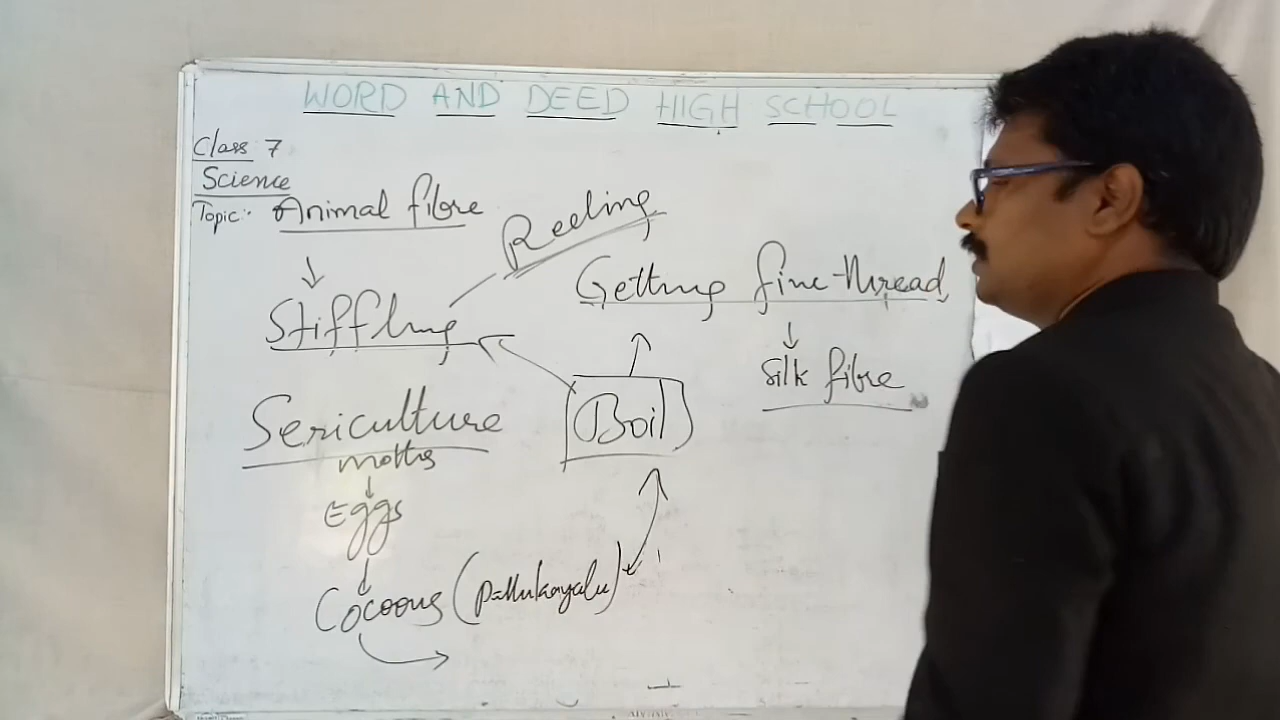 WORD AND DEED HIGH SCHOOL
Class 7
Science
Topic:- Animal fibre
Reeling
Getting fine-thread
Stiffling
Silk fibre
Sericulture
Boil
moths
Eggs
Cocoons (pattukayalu)